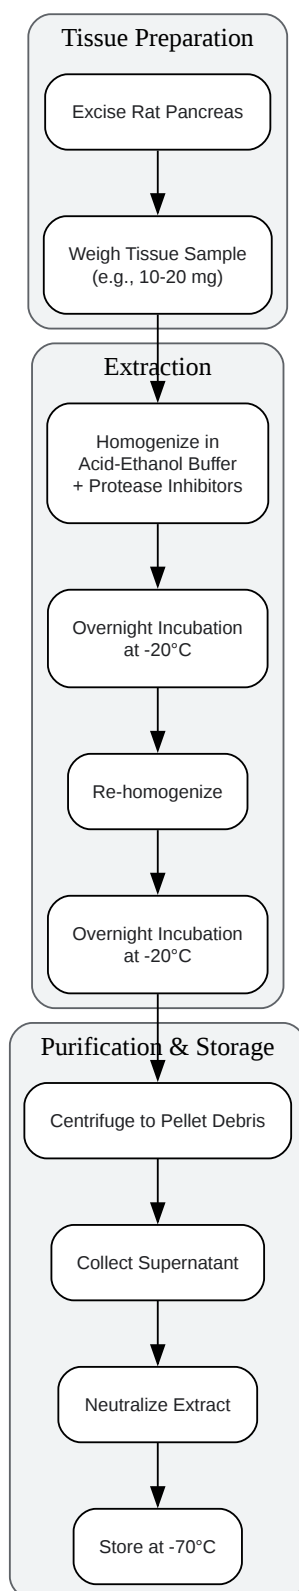 Tissue Preparation
Excise Rat Pancreas
Weigh Tissue Sample
(e.g., 10-20 mg)
Extraction
Homogenize in
Acid-Ethanol Buffer
+ Protease Inhibitors
Overnight Incubation
at -20°C
Re-homogenize
Overnight Incubation
at -20°C
Purification & Storage
Centrifuge to Pellet Debris
Collect Supernatant
Neutralize Extract
Store at -70°C